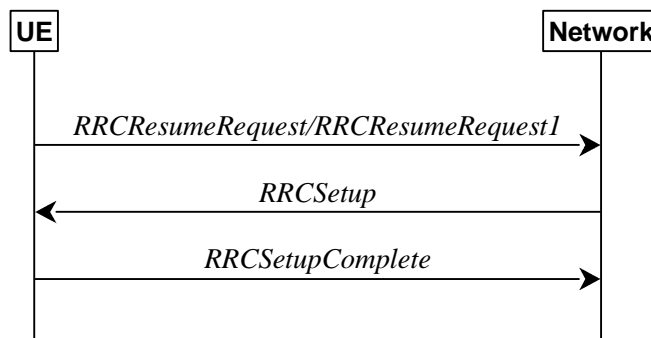 UE
Network
RRCResumeRequest/RRCResumeRequest1
RRCSetup
RRCSetupComplete